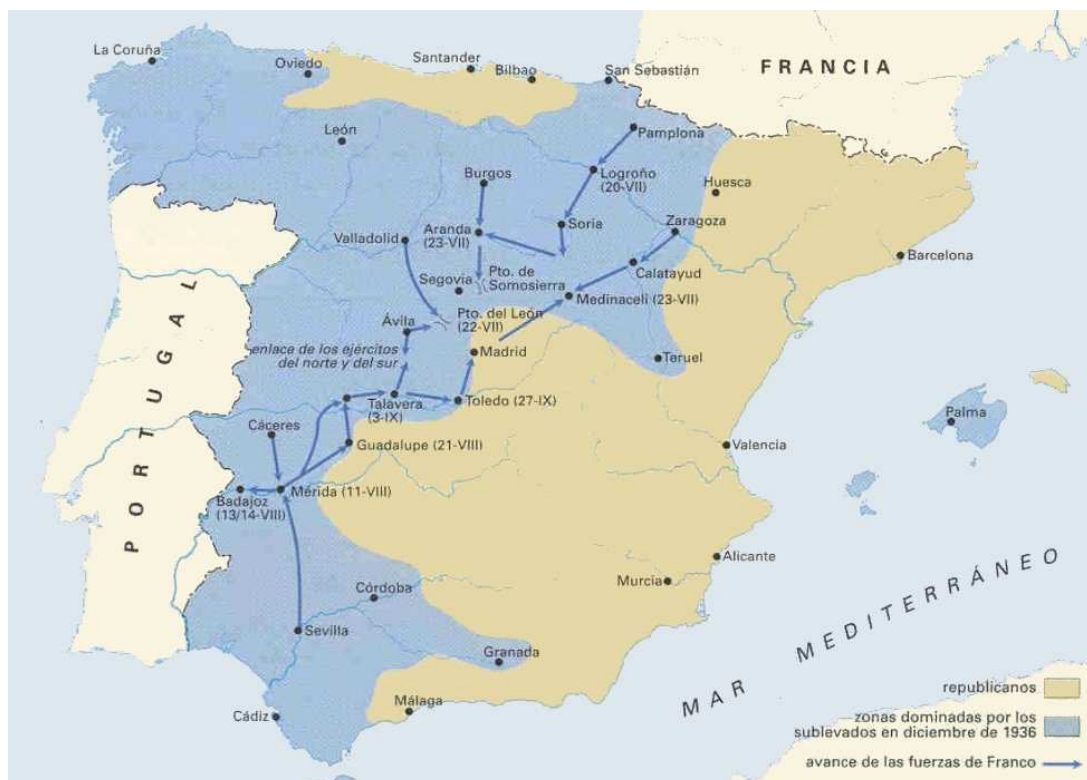 La Coruña
Oviedo
Santander
Bilbao
San Sebastián
FRANCIA
León
Pamplona
Burgos
Logroño
(20-VII)
Huesca
Valladolid
Aranda
(23-VII)
Soria
Zaragoza
Barcelona
Segovia
Pto. de
Somosierra
Calatayud
Medinaceli (23-VII)
Ávila
Pto. del León
(22-VII)
enlace de los ejércitos
del norte y del sur
Madrid
Teruel
PORTUGAL
Talavera
(3-IX)
Toledo (27-IX)
Palma
Cáceres
Guadalupe (21-VIII)
Valencia
Badajoz
(13/14-VIII)
Mérida (11-VIII)
Alicante
Murcia
Córdoba
MAR MEDITERRÁNEO
Sevilla
Granada
Cádiz
Málaga
republicanos
zonas dominadas por los
sublevados en diciembre de 1936
avance de las fuerzas de Franco